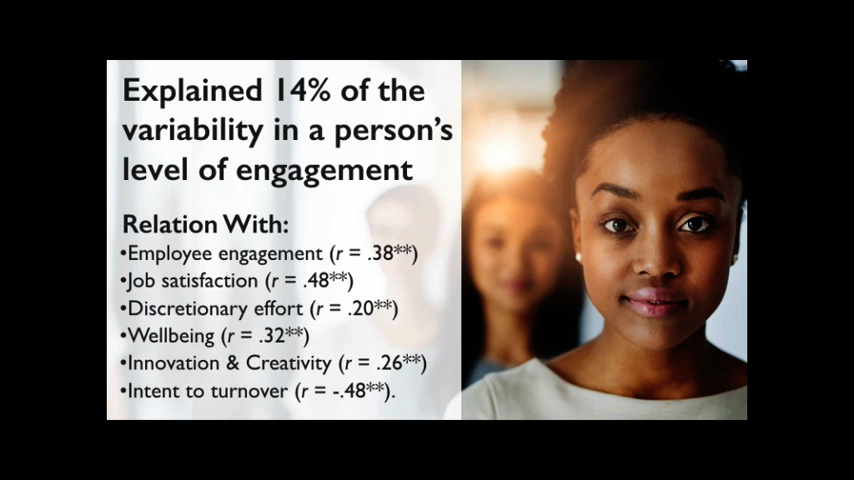 Explained 14% of the
variability in a person's
level of engagement
Relation With:
•Employee engagement (r = .38**)
•Job satisfaction (r = .48**)
•Discretionary effort (r = .20**)
•Wellbeing (r = .32**)
•Innovation & Creativity (r = .26**)
•Intent to turnover (r = -.48**).